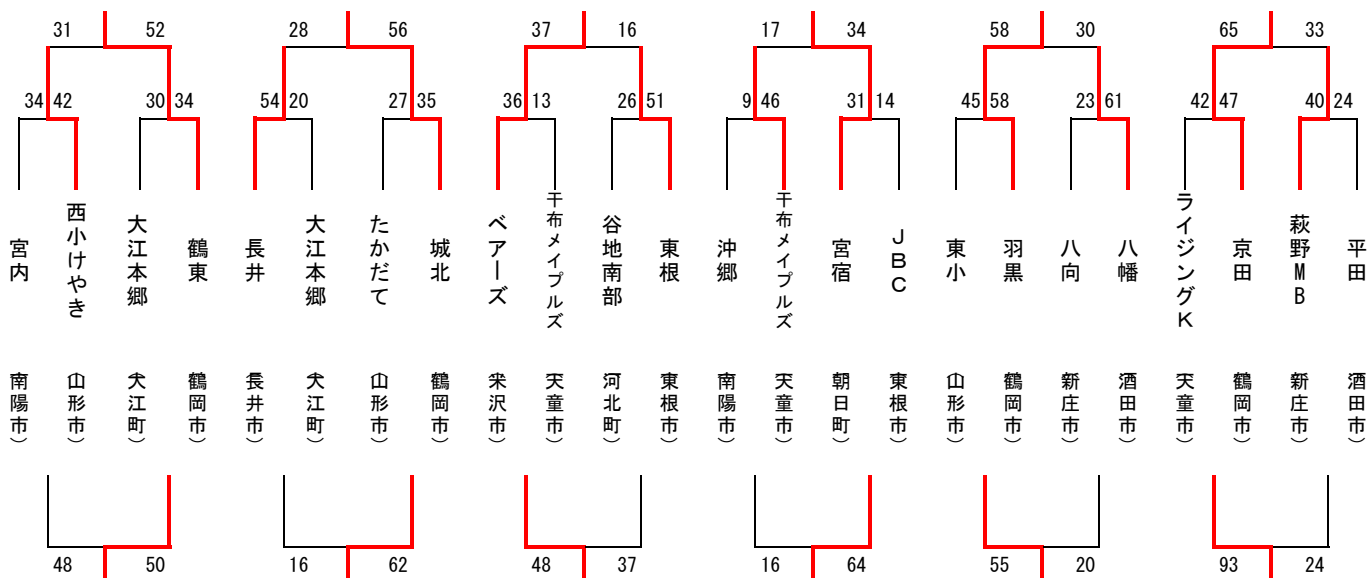 31 52 28 56 37 16 17 34 58 30 65 33
34 42 30 34 54 20 27 35 36 13 26 51 9 46 31 14 45 58 23 61 42 47 40 24
宮内
西小けやき
大江本郷
鶴東
長井
大江本郷
たかだて
城北
ベアーズ
干布メイプルズ
谷地南部
東根
沖郷
干布メイプルズ
宮宿
JBC
東小
羽黒
八向
八幡
ライジングK
京田
萩野MB
平田
(南陽市)
(山形市)
(大江町)
(鶴岡市)
(長井市)
(大江町)
(山形市)
(鶴岡市)
(米沢市)
(天童市)
(河北町)
(東根市)
(南陽市)
(天童市)
(朝日町)
(東根市)
(山形市)
(鶴岡市)
(新庄市)
(酒田市)
(天童市)
(鶴岡市)
(新庄市)
(酒田市)
48 50 16 62 48 37 16 64 55 20 93 24